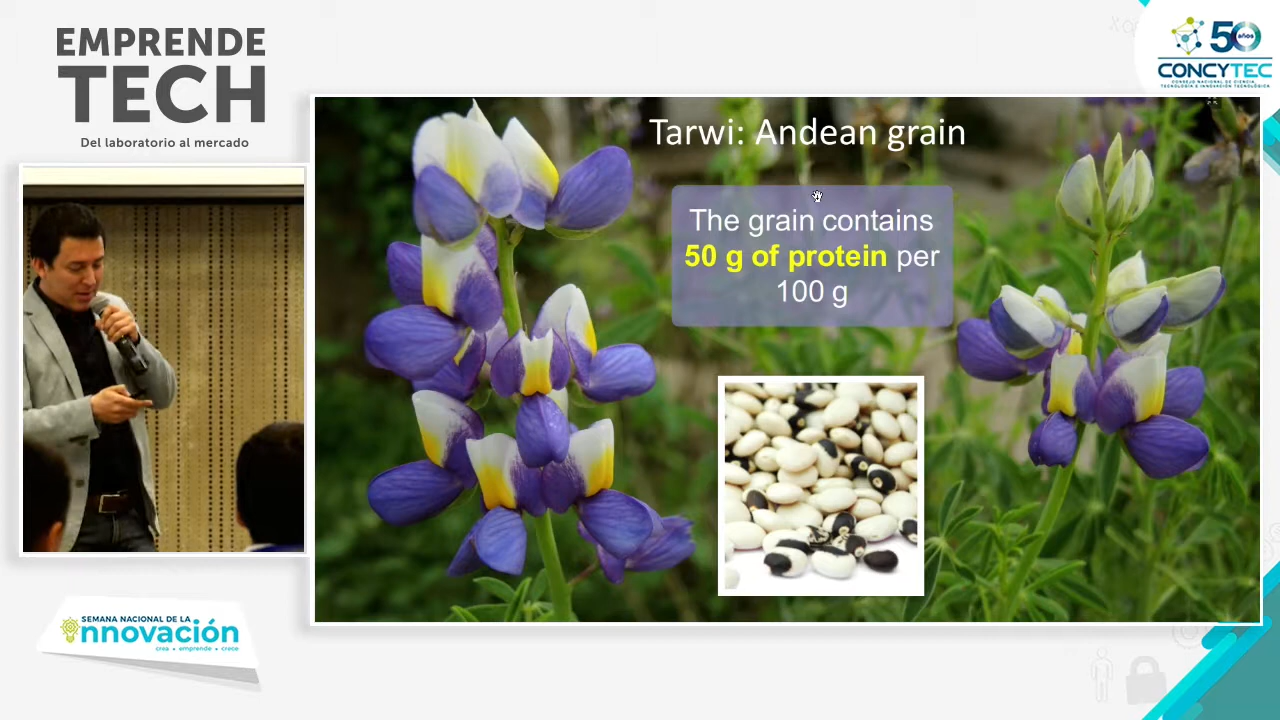 EMPRENDE
TECH
Del laboratorio al mercado
50 años
CONCYTEC
CONSEJO NACIONAL DE CIENCIA,
TECNOLOGÍA E INNOVACIÓN TECNOLÓGICA
Tarwi: Andean grain
The grain contains
50 g of protein per
100 g
SEMANA NACIONAL DE LA
innovación
crea • emprende • crece